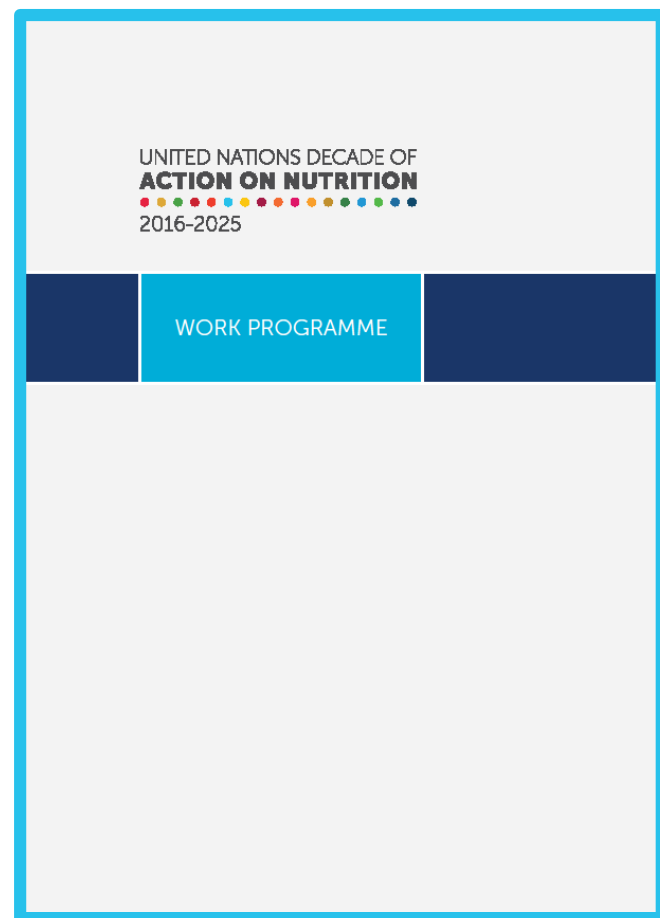 UNITED NATIONS DECADE OF
ACTION ON NUTRITION
2016-2025
WORK PROGRAMME